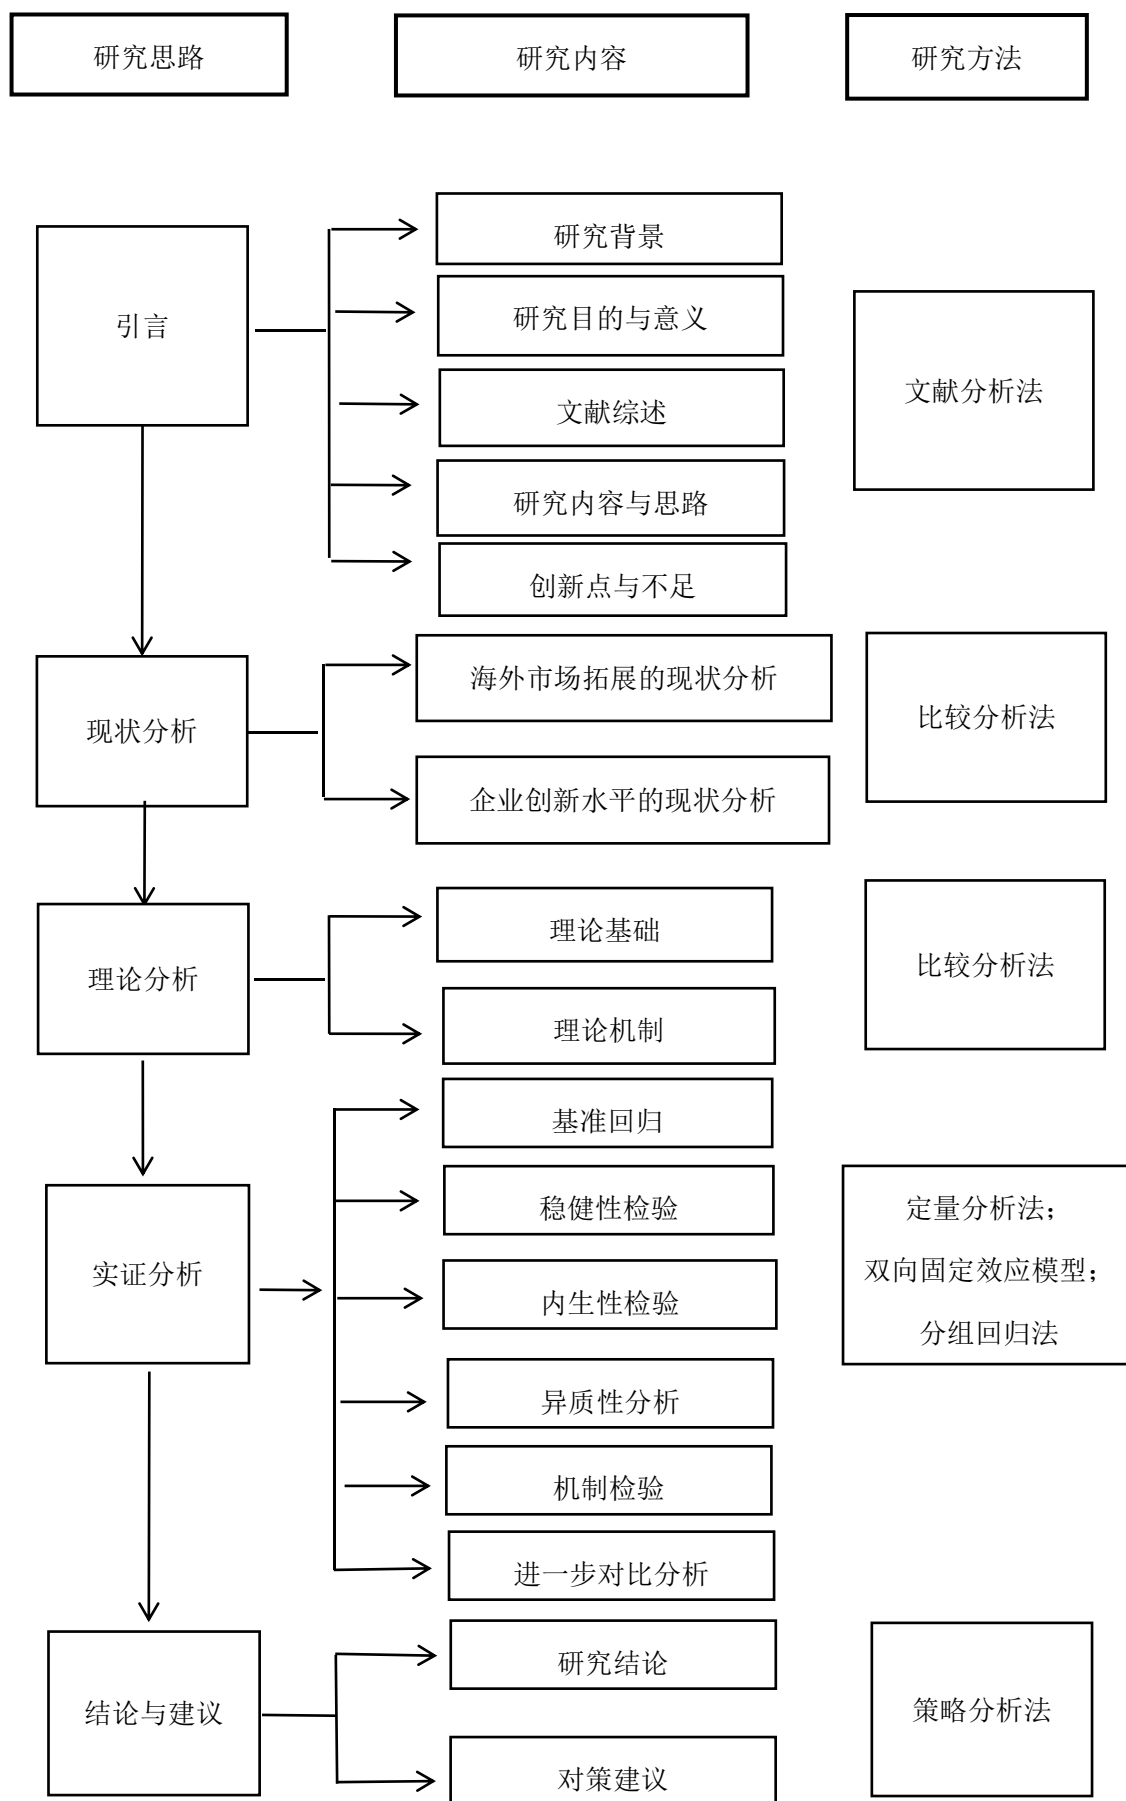 研究思路
研究内容
研究方法
引言
研究背景
研究目的与意义
文献综述
研究内容与思路
创新点与不足
文献分析法
现状分析
海外市场拓展的现状分析
企业创新水平的现状分析
比较分析法
理论分析
理论基础
理论机制
比较分析法
实证分析
基准回归
稳健性检验
内生性检验
异质性分析
机制检验
进一步对比分析
定量分析法；
双向固定效应模型；
分组回归法
结论与建议
研究结论
对策建议
策略分析法